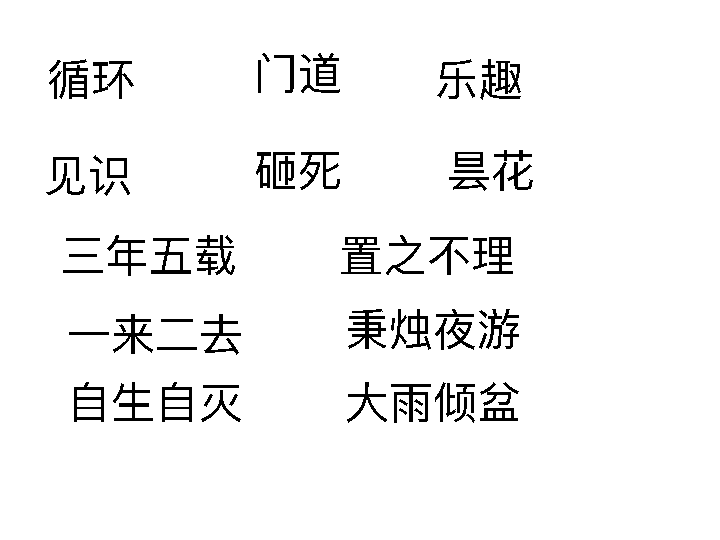 循环 门道 乐趣
见识 砸死 昙花
三年五载 置之不理
一来二去 秉烛夜游
自生自灭 大雨倾盆